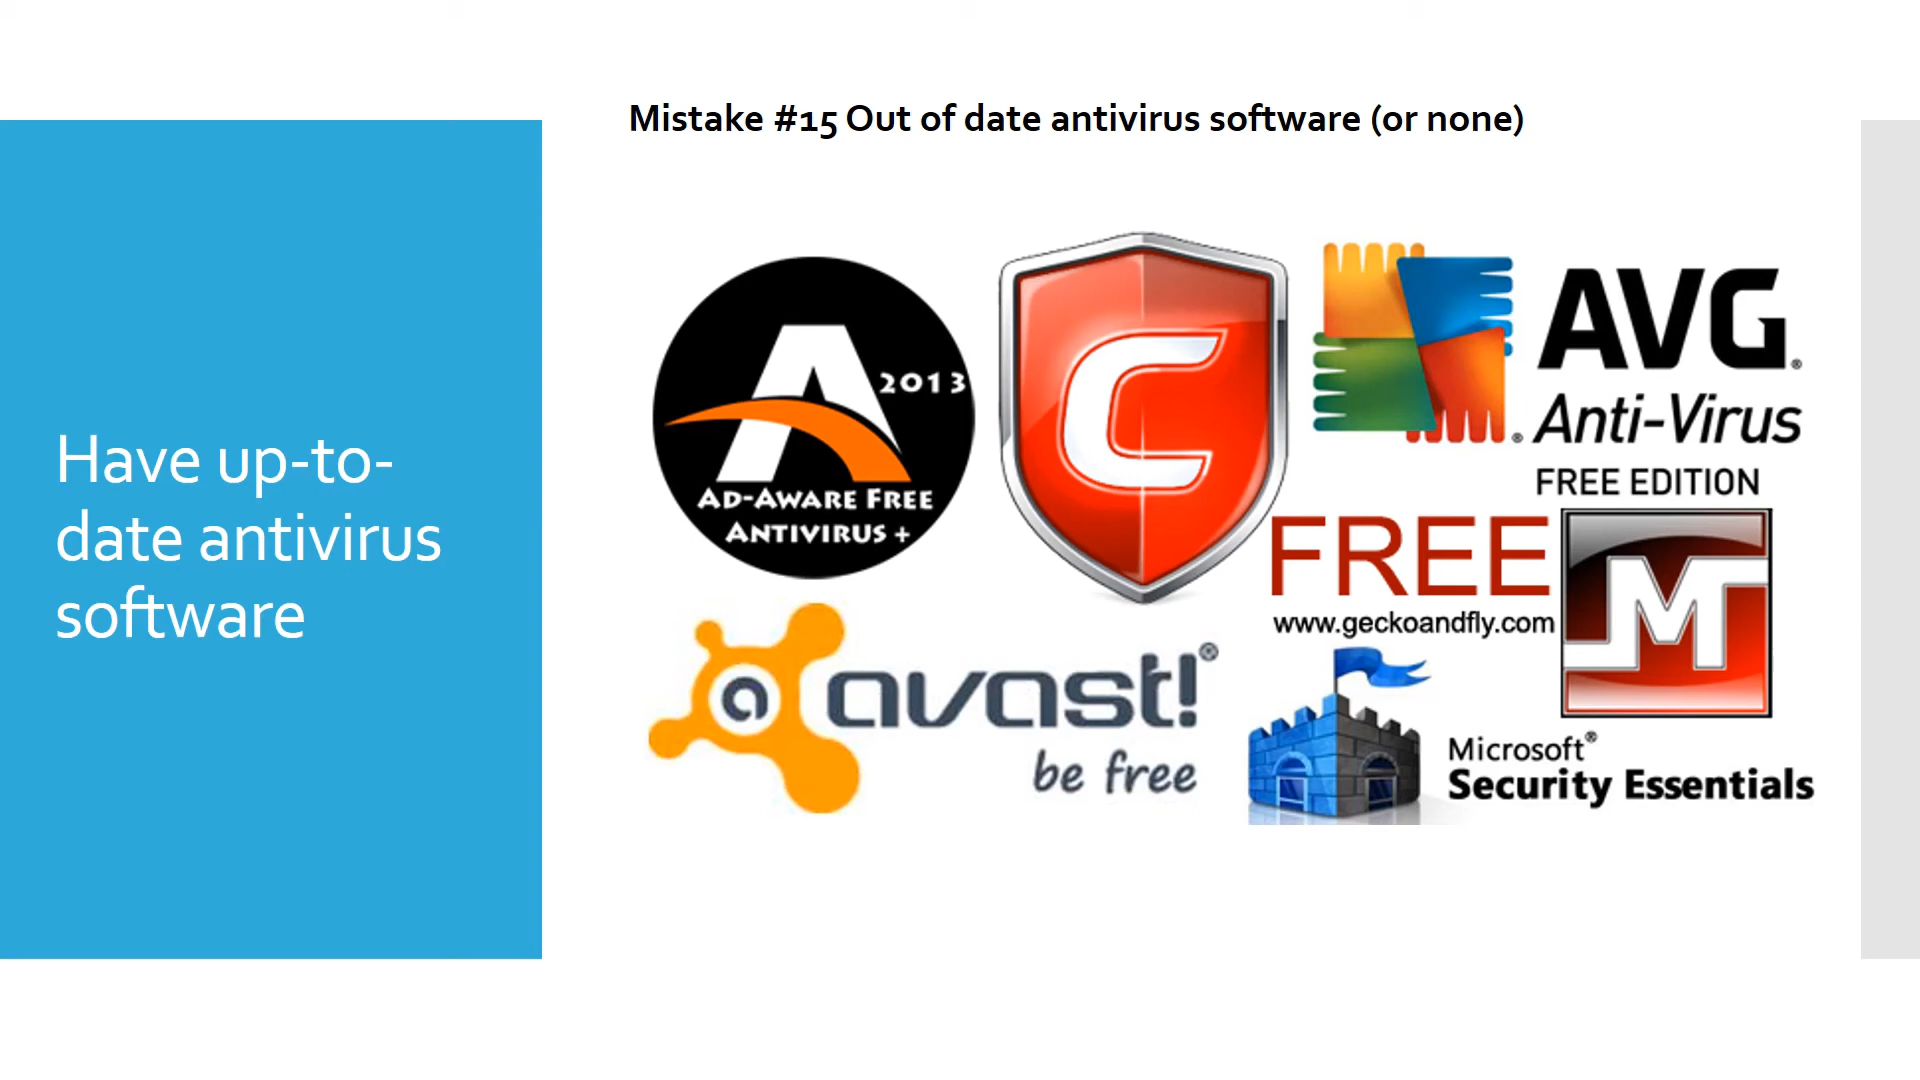 Mistake #15 Out of date antivirus software (or none)
Have up-to-
date antivirus
software
A 2013
AD-AWARE FREE
ANTIVIRUS +
C
AVG®
Anti-Virus
FREE EDITION
FREE
www.geckoandfly.com
M
a avast!®
be free
Microsoft®
Security Essentials